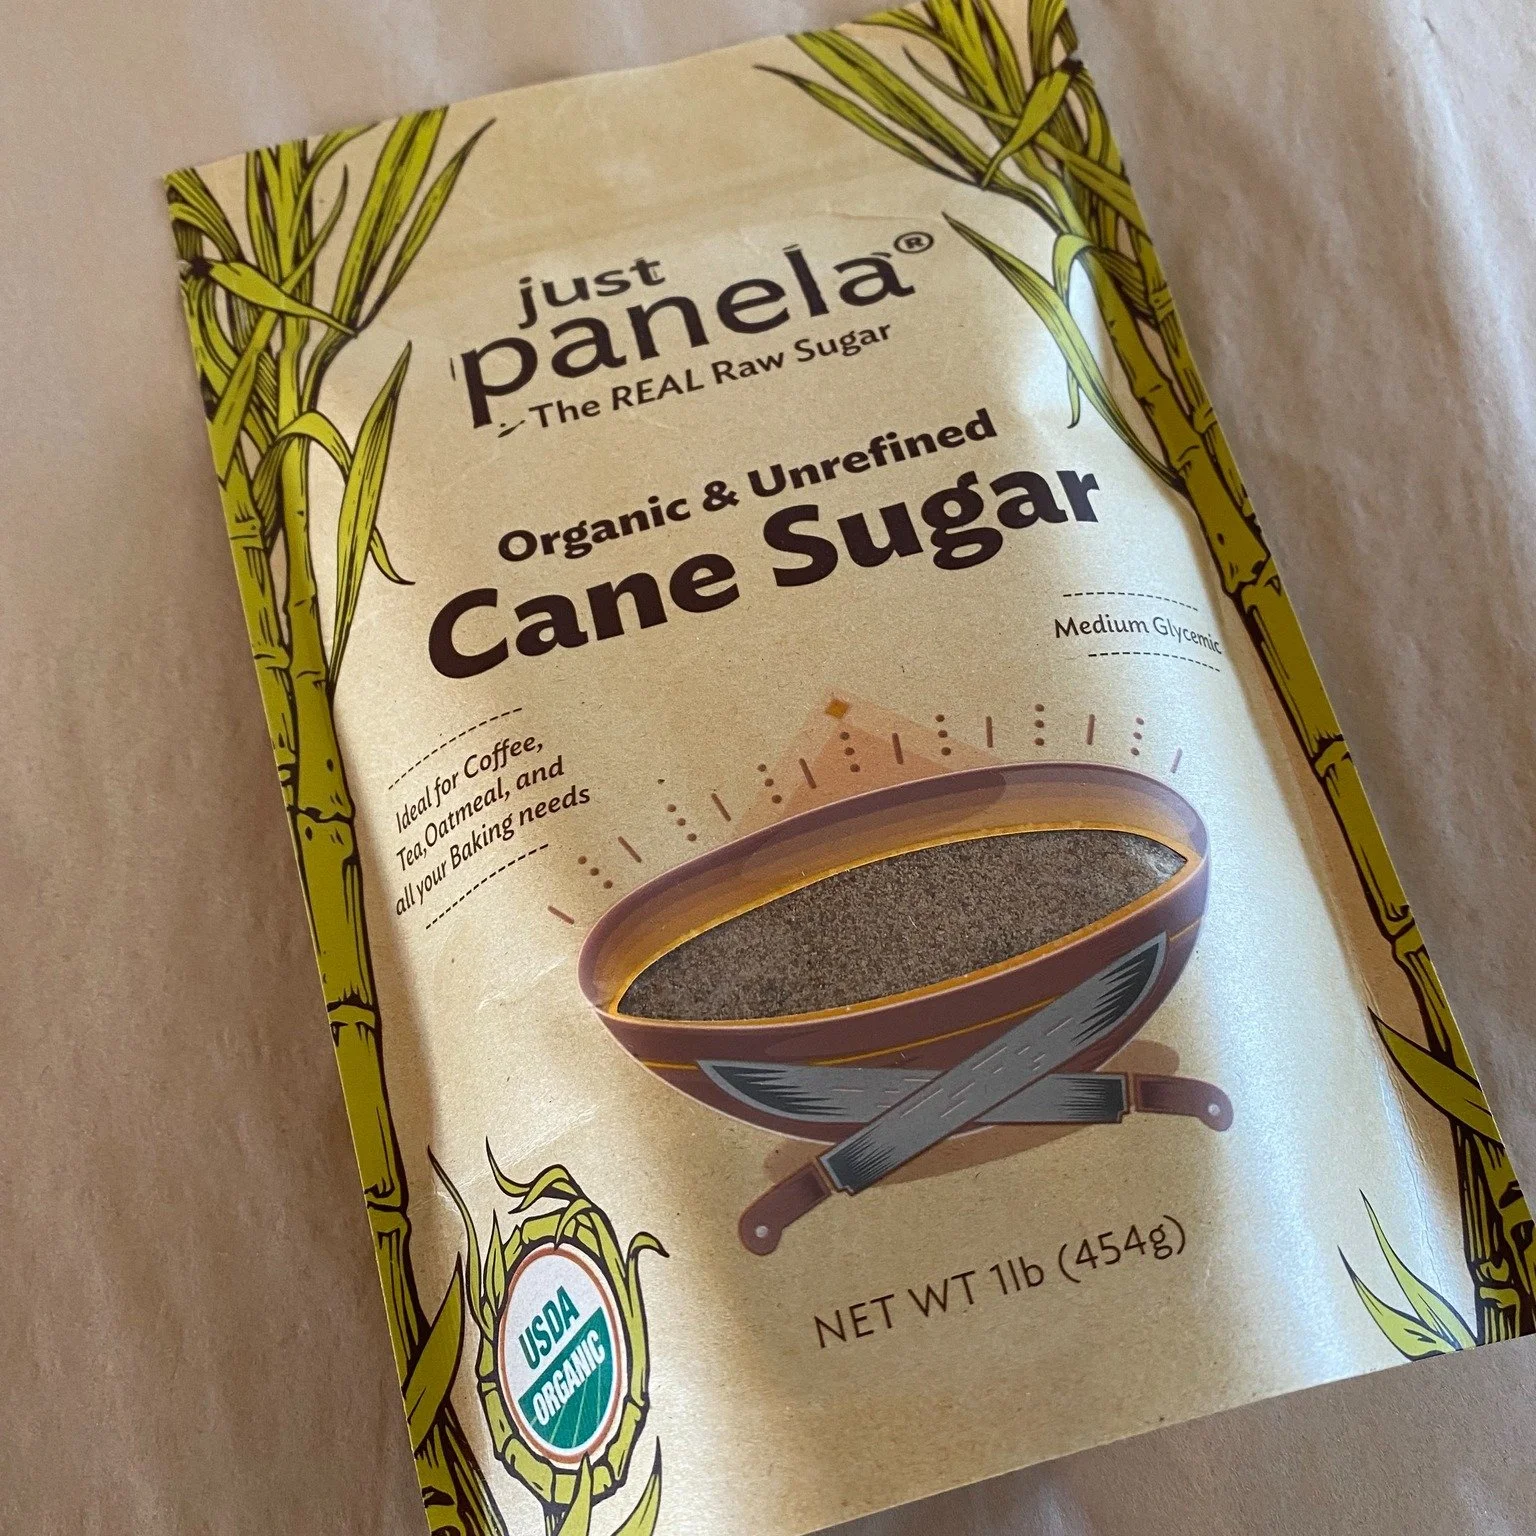 just
panela®
The REAL Raw Sugar
Organic & Unrefined
Cane Sugar
Medium Glycemic
Ideal for Coffee,
Tea,Oatmeal, and
all your Baking needs
NET WT 1lb (454g)
USDA
ORGANIC